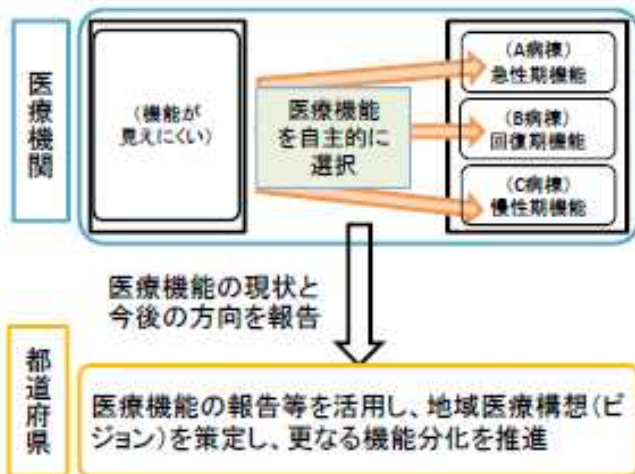 医療機関
(機能が
見えにくい)
医療機能
を自主的に
選択
(A病棟)
急性期機能
(B病棟)
回復期機能
(C病棟)
慢性期機能
医療機能の現状と
今後の方向を報告
都道府県
医療機能の報告等を活用し、地域医療構想(ビ
ジョン)を策定し、更なる機能分化を推進